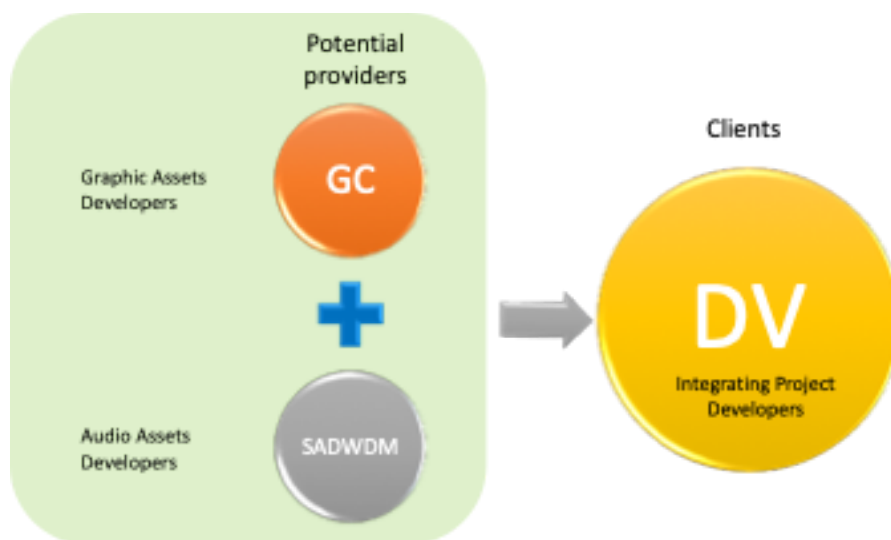 Potential
providers
Graphic Assets
Developers
GC
Audio Assets
Developers
SADWDM
Clients
DV
Integrating Project
Developers